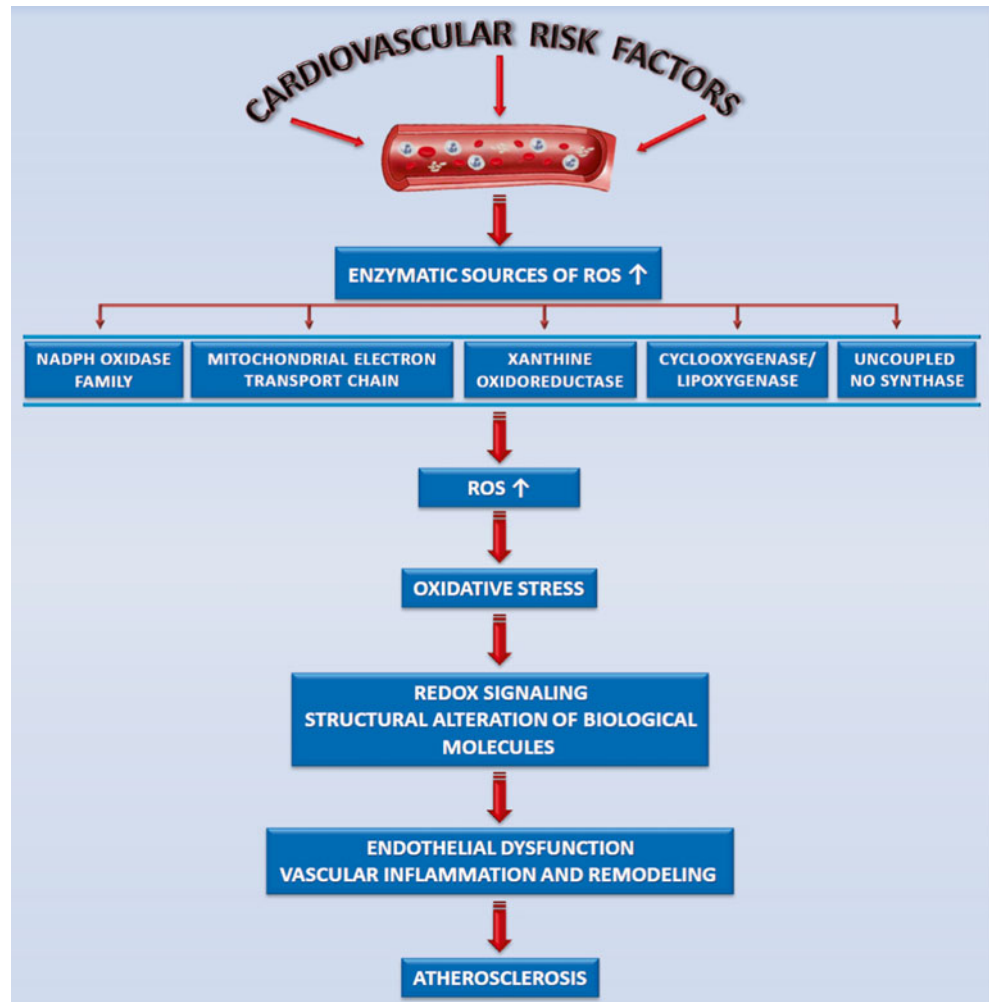 CARDIOVASCULAR RISK FACTORS
ENZYMATIC SOURCES OF ROS ↑
NADPH OXIDASE
FAMILY
MITOCHONDRIAL ELECTRON
TRANSPORT CHAIN
XANTHINE
OXIDOREDUCTASE
CYCLOOXYGENASE/
LIPOXYGENASE
UNCOUPLED
NO SYNTHASE
ROS ↑
OXIDATIVE STRESS
REDOX SIGNALING
STRUCTURAL ALTERATION OF BIOLOGICAL
MOLECULES
ENDOTHELIAL DYSFUNCTION
VASCULAR INFLAMMATION AND REMODELING
ATHEROSCLEROSIS